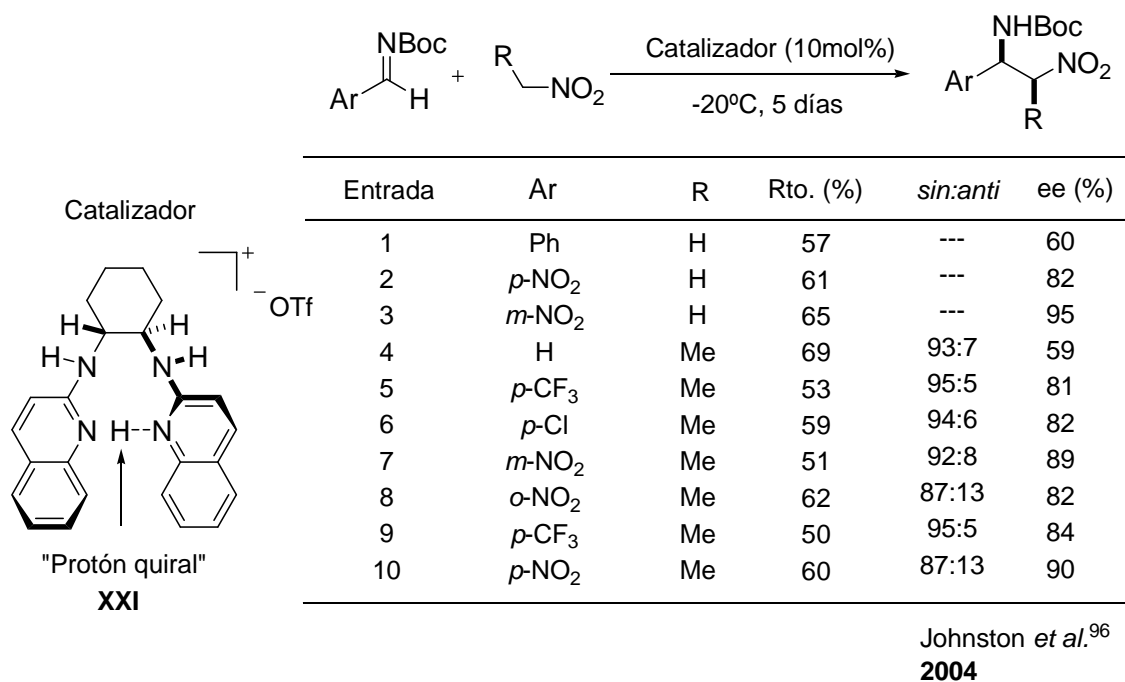 NBoc
Ar H
+
R NO2
Catalizador (10mol%)
-20ºC, 5 días
NHBoc
Ar NO2
R
Entrada Ar R Rto. (%) sin:anti ee (%)
1 Ph H 57 --- 60
2 p-NO2 H 61 --- 82
3 m-NO2 H 65 --- 95
4 H Me 69 93:7 59
5 p-CF3 Me 53 95:5 81
6 p-Cl Me 59 94:6 82
7 m-NO2 Me 51 92:8 89
8 o-NO2 Me 62 87:13 82
9 p-CF3 Me 50 95:5 84
10 p-NO2 Me 60 87:13 90
Catalizador
+
−OTf
H H
H-N N-H
N H--N
"Protón quiral"
XXI
Johnston et al.96
2004